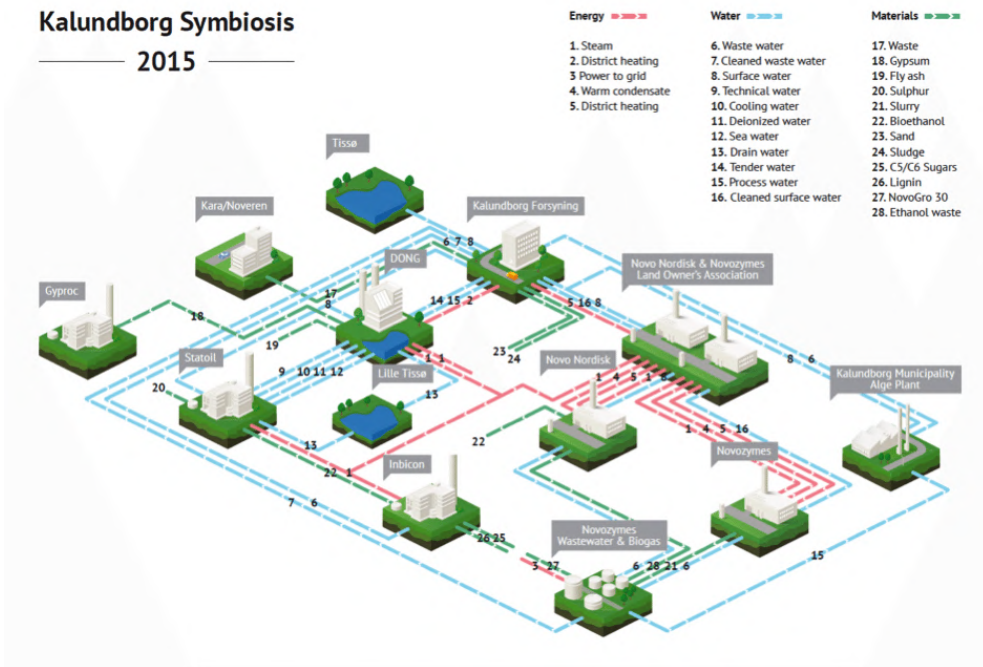 Kalundborg Symbiosis
2015
Energy
1. Steam
2. District heating
3 Power to grid
4. Warm condensate
5. District heating
Water
6. Waste water
7. Cleaned waste water
8. Surface water
9. Technical water
10. Cooling water
11. Deionized water
12. Sea water
13. Drain water
14. Tender water
15. Process water
16. Cleaned surface water
Materials
17. Waste
18. Gypsum
19. Fly ash
20. Sulphur
21. Slurry
22. Bioethanol
23. Sand
24. Sludge
25. C5/C6 Sugars
26. Lignin
27. NovoGro 30
28. Ethanol waste
Tissø
Kara/Noveren
Kalundborg Forsyning
6 7 8
DONG
Novo Nordisk & Novozymes
Land Owner's Association
Gyproc
17
8
14 15 2
5 16 8
18
19
23
24
Statoil
9
10 11 12
1 1
Lille Tissø
Novo Nordisk
8 6
Kalundborg Municipality
Alge Plant
20
13
1 4 5 1 8
22
1 4 5 16
13
Inbicon
22 1
Novozymes
7 6
26 25
Novozymes
Wastewater & Biogas
3 27
6 28 21 6
15